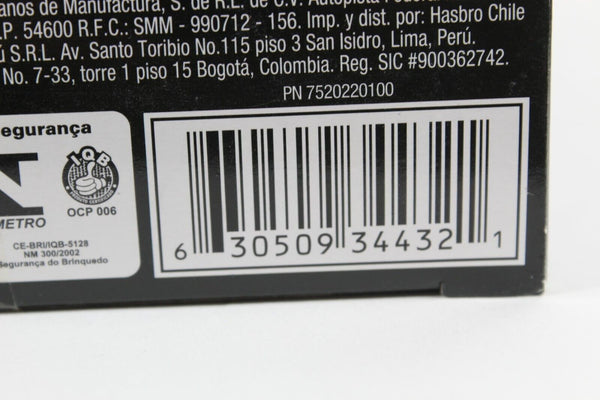 anos de Manufactura, S. de R.L. de C.V. Autopista Federal
.P. 54600 R.F.C.: SMM - 990712 - 156. Imp. y dist. por: Hasbro Chile
ú S.R.L. Av. Santo Toribio No.115 piso 3 San Isidro, Lima, Perú.
No. 7-33, torre 1 piso 15 Bogotá, Colombia. Reg. SIC #900362742.
PN 7520220100
Segurança
IQB
METRO
OCP 006
CE-BRI/IQB-5128
NM 300/2002
Segurança do Brinquedo
6 30509 34432 1